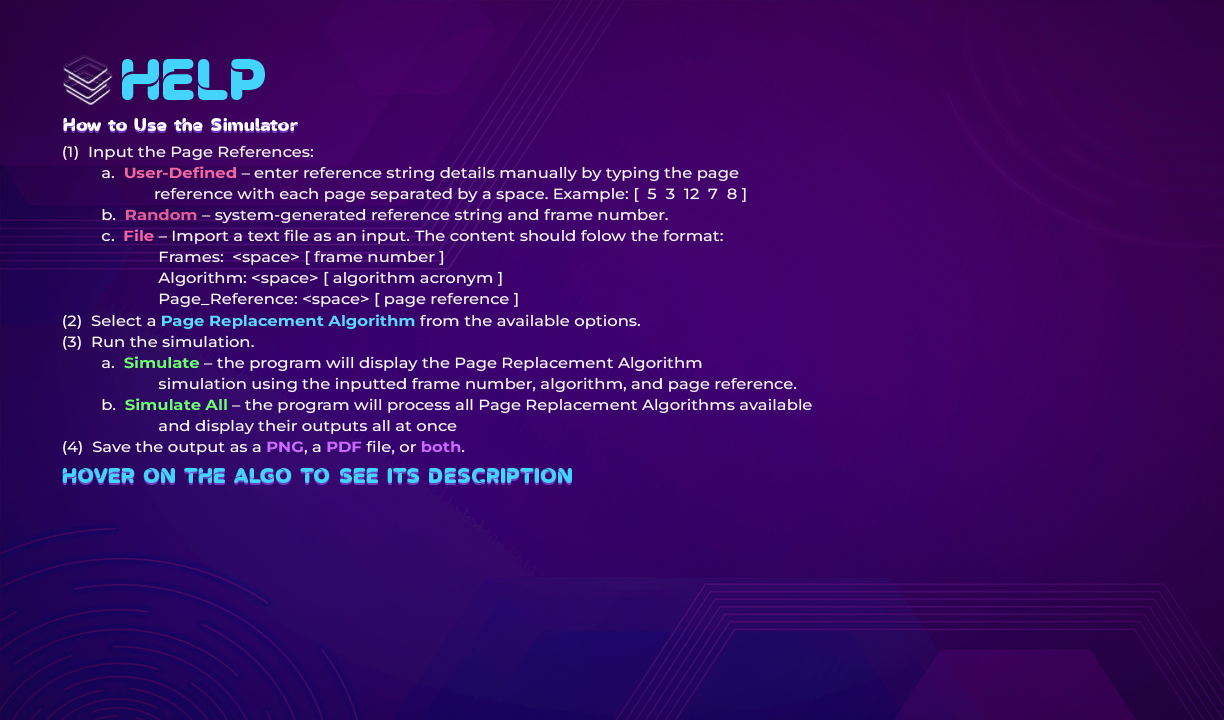 HELP
How to Use the Simulator
(1) Input the Page References:
a. User-Defined – enter reference string details manually by typing the page
reference with each page separated by a space. Example: [ 5 3 12 7 8 ]
b. Random – system-generated reference string and frame number.
c. File – Import a text file as an input. The content should folow the format:
Frames: <space> [ frame number ]
Algorithm: <space> [ algorithm acronym ]
Page_Reference: <space> [ page reference ]
(2) Select a Page Replacement Algorithm from the available options.
(3) Run the simulation.
a. Simulate – the program will display the Page Replacement Algorithm
simulation using the inputted frame number, algorithm, and page reference.
b. Simulate All – the program will process all Page Replacement Algorithms available
and display their outputs all at once
(4) Save the output as a PNG, a PDF file, or both.
HOVER ON THE ALGO TO SEE ITS DESCRIPTION